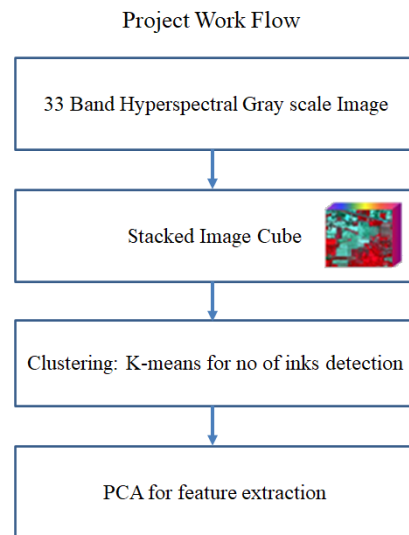 Project Work Flow
33 Band Hyperspectral Gray scale Image
Stacked Image Cube
Clustering: K-means for no of inks detection
PCA for feature extraction